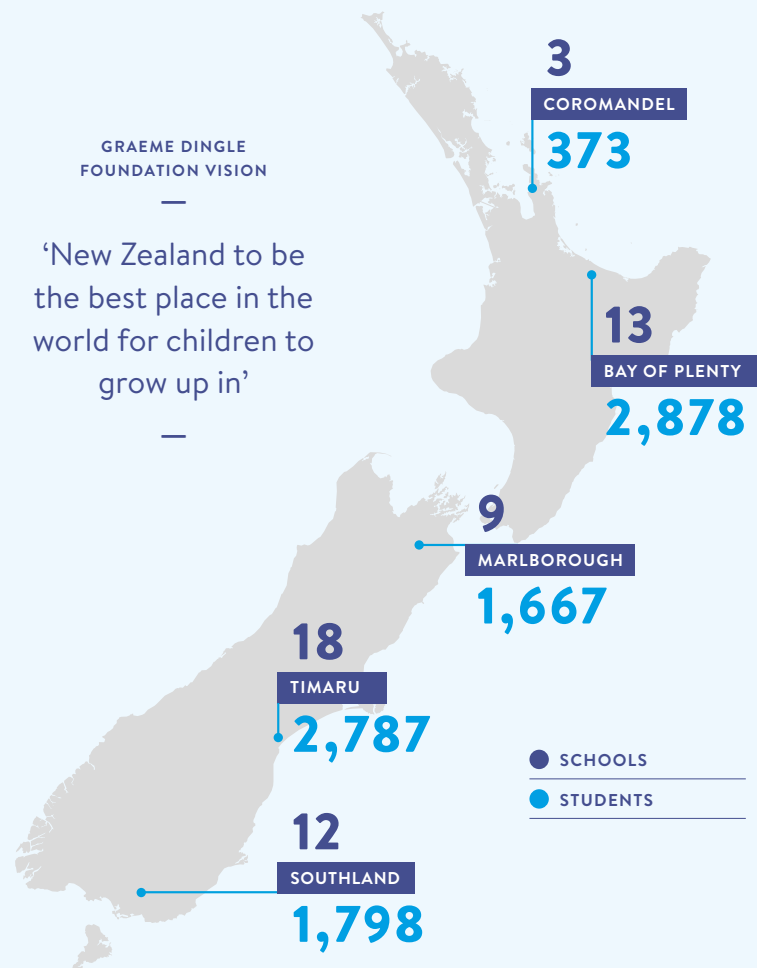 GRAEME DINGLE
FOUNDATION VISION
‘New Zealand to be
the best place in the
world for children to
grow up in’
3
COROMANDEL
373
13
BAY OF PLENTY
2,878
9
MARLBOROUGH
1,667
18
TIMARU
2,787
12
SOUTHLAND
1,798
SCHOOLS
STUDENTS